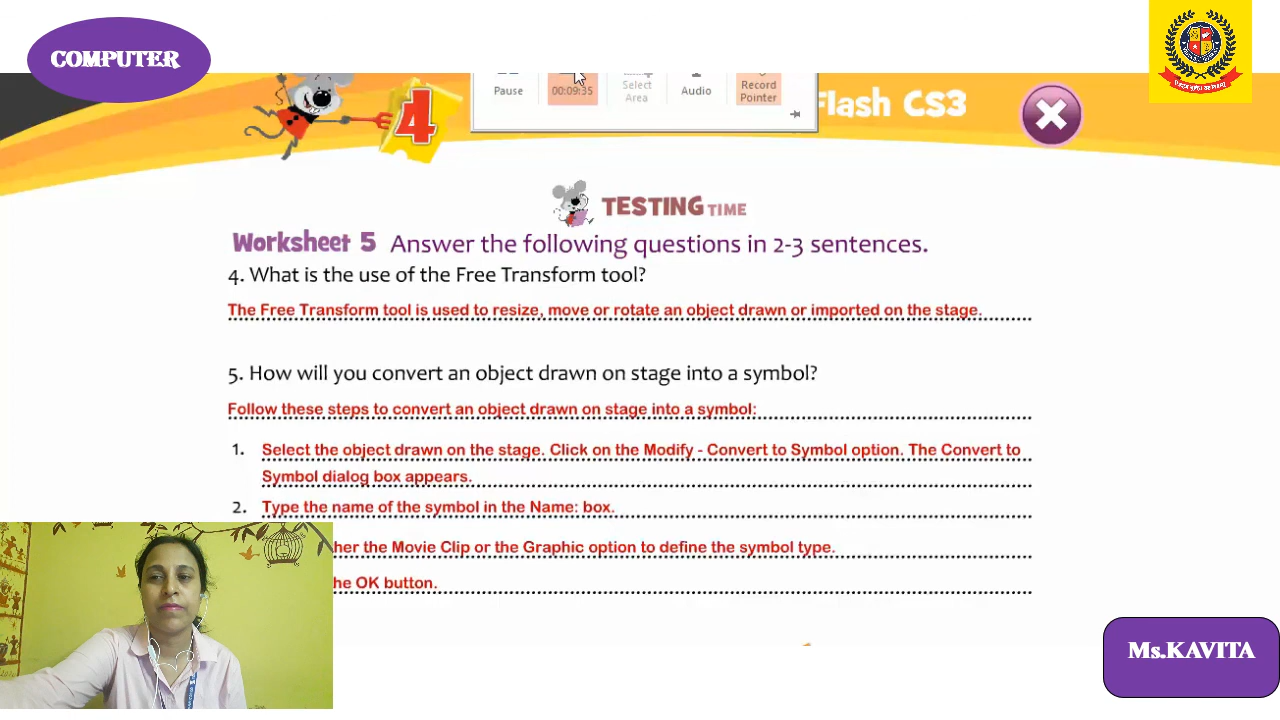 COMPUTER
Pause
00:09:35
Select
Area
Audio
Record
Pointer
4
Flash CS3
TESTING TIME
Worksheet 5 Answer the following questions in 2-3 sentences.
4. What is the use of the Free Transform tool?
The Free Transform tool is used to resize, move or rotate an object drawn or imported on the stage.
5. How will you convert an object drawn on stage into a symbol?
Follow these steps to convert an object drawn on stage into a symbol:
1. Select the object drawn on the stage. Click on the Modify - Convert to Symbol option. The Convert to
Symbol dialog box appears.
2. Type the name of the symbol in the Name: box.
her the Movie Clip or the Graphic option to define the symbol type.
he OK button.
Ms.KAVITA